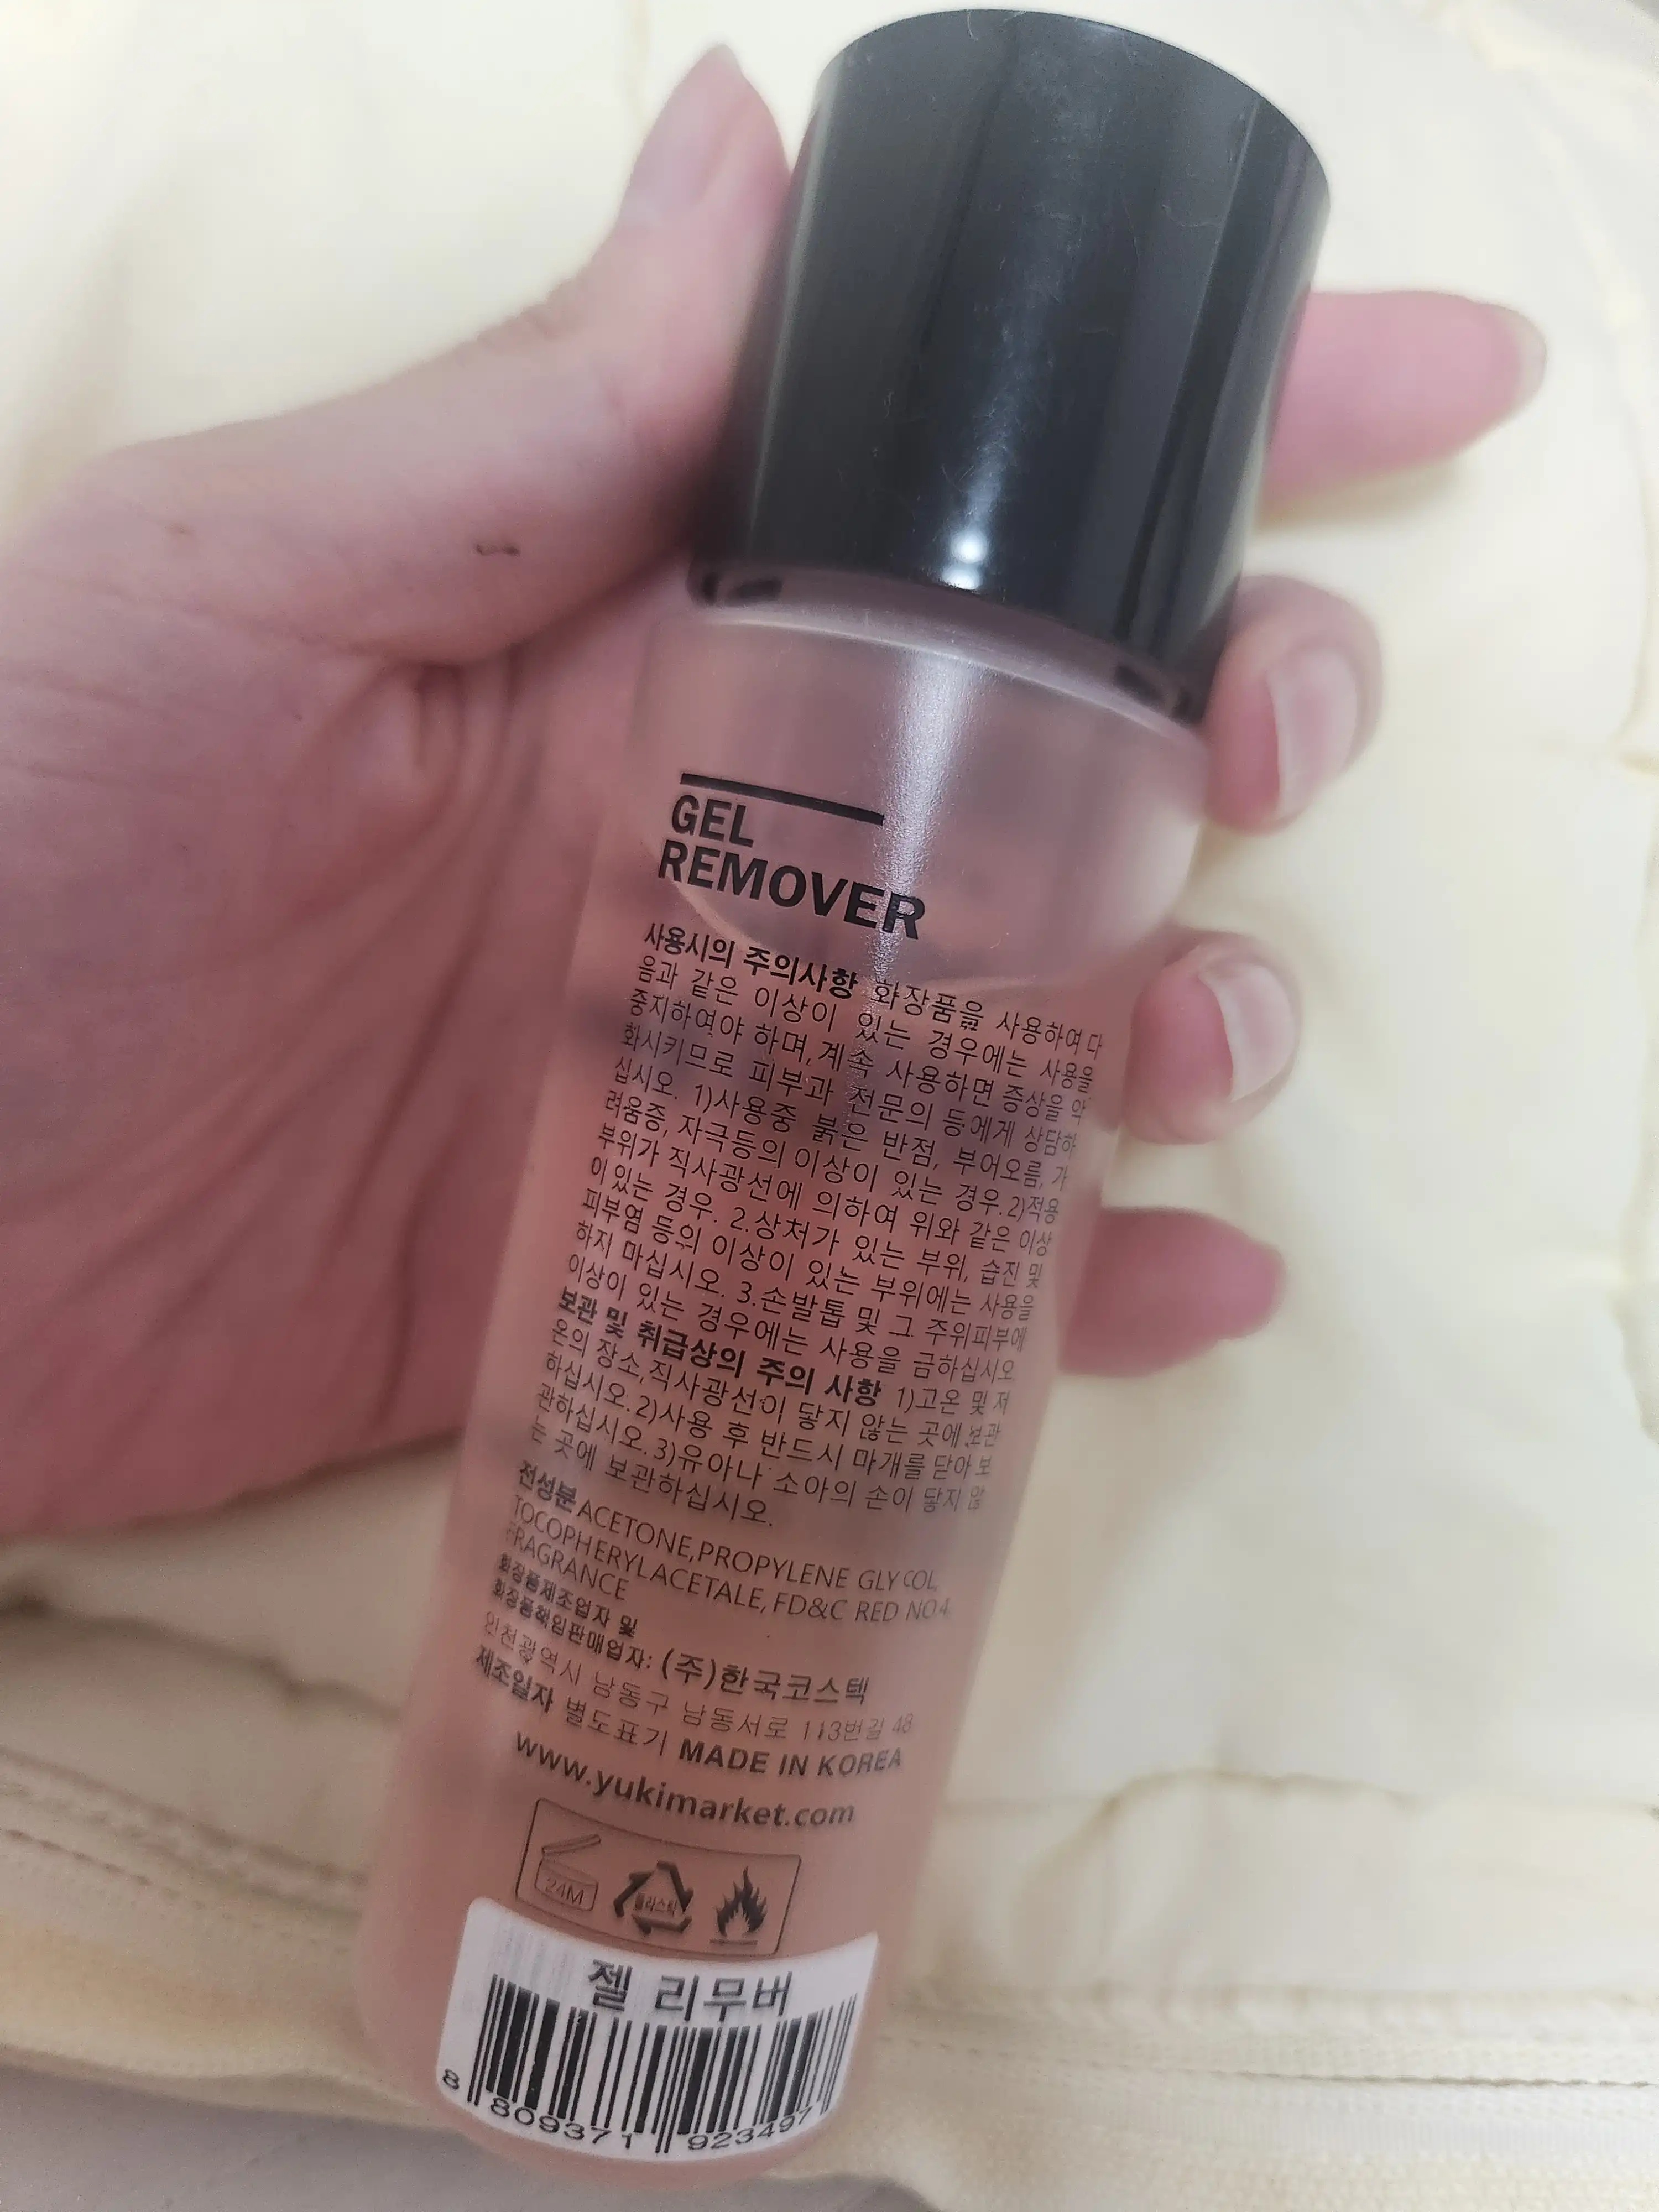 GEL
REMOVER
사용시의 주의사항 화장품을 사용하여 다
음과 같은 이상이 있는 경우에는 사용을
중지하여야 하며,계속 사용하면 증상을 악
화시키므로 피부과 전문의 등에게 상담하
십시오. 1)사용중 붉은 반점, 부어오름, 가
려움증, 자극등의 이상이 있는 경우.2)적용
부위가 직사광선에 의하여 위와 같은 이상
이 있는 경우. 2.상처가 있는 부위, 습진 및
피부염 등의 이상이 있는 부위에는 사용을
하지 마십시오. 3.손발톱 및 그 주위피부에
이상이 있는 경우에는 사용을 금하십시오
보관 및 취급상의 주의 사항 1)고온 및 저
온의 장소,직사광선이 닿지 않는 곳에 보관
하십시오.2)사용 후 반드시 마개를 닫아 보
관하십시오.3)유아나 소아의 손이 닿지 않
는 곳에 보관하십시오.
전성분 ACETONE,PROPYLENE GLYCOL,
TOCOPHERYLACETALE, FD&C RED NO.4
FRAGRANCE
화장품제조업자 및
화장품책임판매업자: (주)한국코스텍
인천광역시 남동구 남동서로 113번길 48
제조일자 별도표기 MADE IN KOREA
www.yukimarket.com
24M
플라스틱
젤 리무버
8 809371 923497